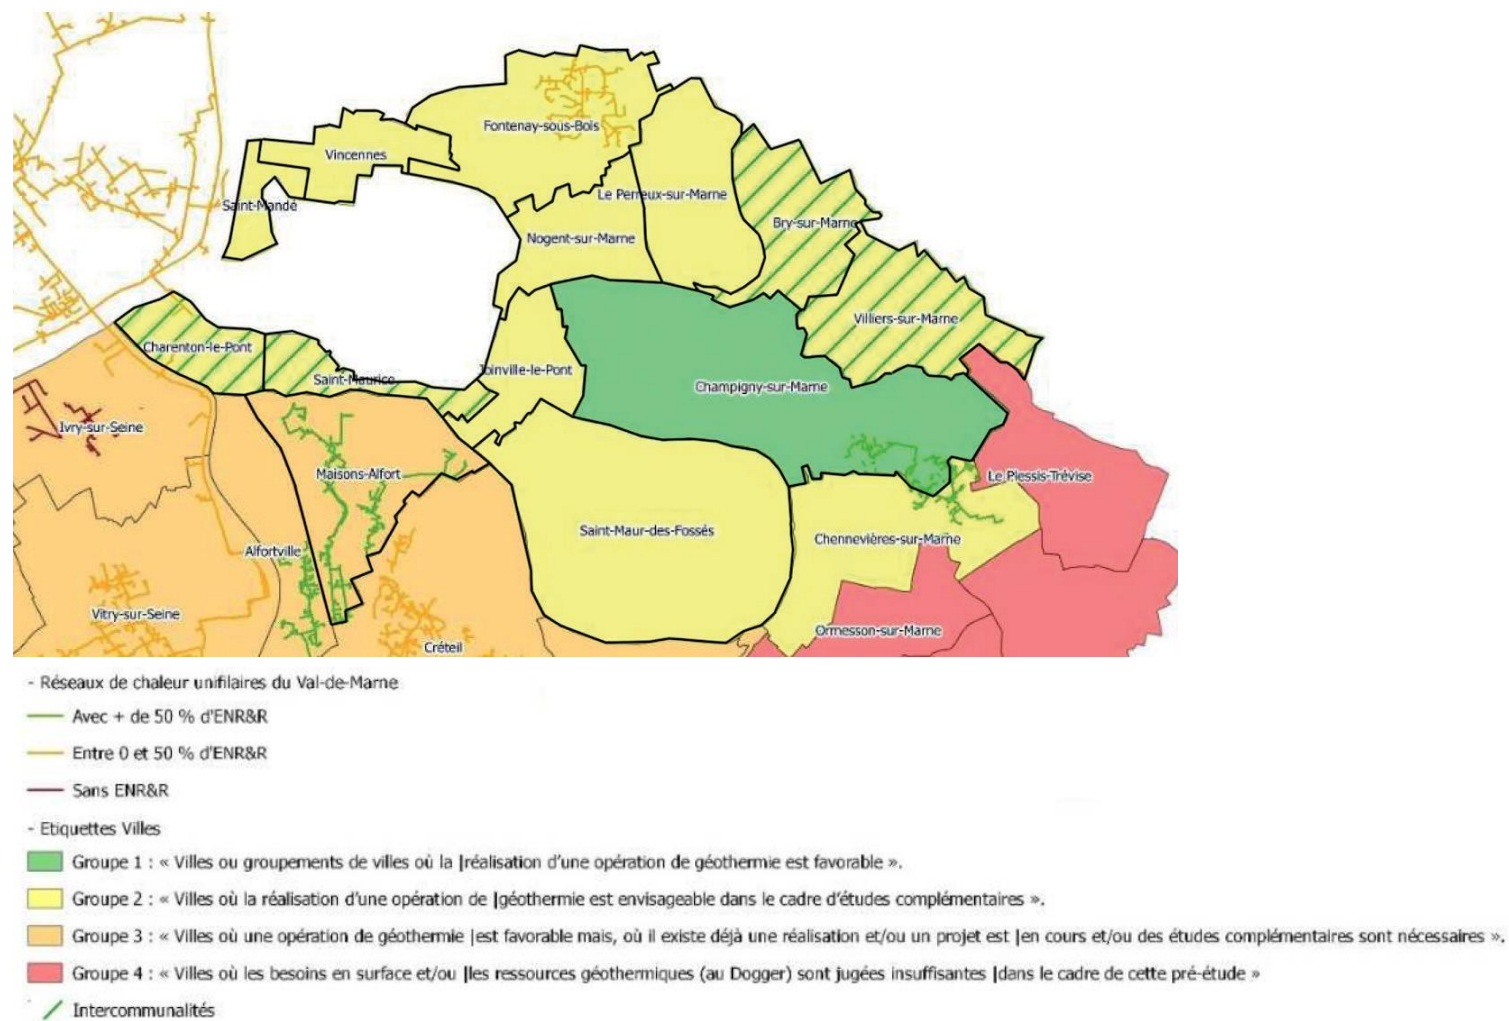 Fontenay-sous-Bois
Vincennes
Le Perreux-sur-Marne
Saint-Mandé
Bry-sur-Marne
Nogent-sur-Marne
Villiers-sur-Marne
Charenton-le-Pont
Joinville-le-Pont
Saint-Maurice
Champigny-sur-Marne
Ivry-sur-Seine
Maisons-Alfort
Le Plessis-Trévise
Saint-Maur-des-Fossés
Chennevières-sur-Marne
Alfortville
Vitry-sur-Seine
Ormesson-sur-Marne
Créteil
- Réseaux de chaleur unifilaires du Val-de-Marne
Avec + de 50 % d'ENR&R
Entre 0 et 50 % d'ENR&R
Sans ENR&R
- Etiquettes Villes
Groupe 1 : « Villes ou groupements de villes où la |réalisation d'une opération de géothermie est favorable ».
Groupe 2 : « Villes où la réalisation d'une opération de |géothermie est envisageable dans le cadre d'études complémentaires ».
Groupe 3 : « Villes où une opération de géothermie |est favorable mais, où il existe déjà une réalisation et/ou un projet est |en cours et/ou des études complémentaires sont nécessaires ».
Groupe 4 : « Villes où les besoins en surface et/ou |les ressources géothermiques (au Dogger) sont jugées insuffisantes |dans le cadre de cette pré-étude »
Intercommunalités